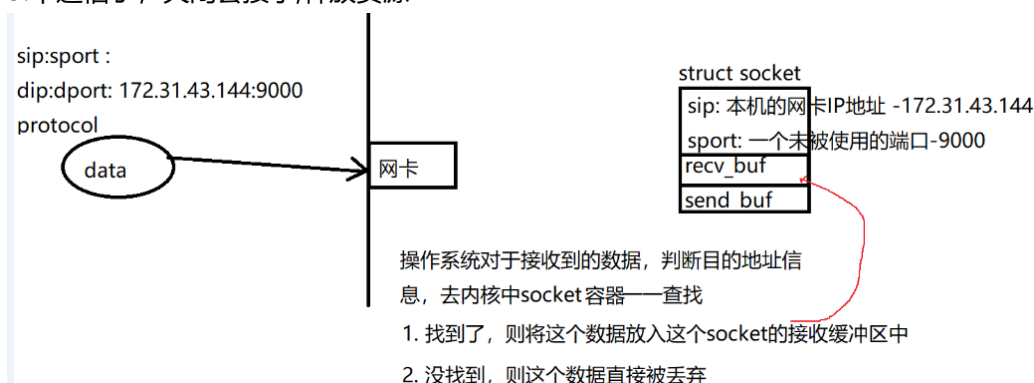 sip:sport :
dip:dport: 172.31.43.144:9000
protocol
data
网卡
struct socket
sip: 本机的网卡IP地址 -172.31.43.144
sport: 一个未被使用的端口-9000
recv_buf
send_buf
操作系统对于接收到的数据，判断目的地址信
息，去内核中socket容器一一查找
1. 找到了，则将这个数据放入这个socket的接收缓冲区中
2. 没找到，则这个数据直接被丢弃